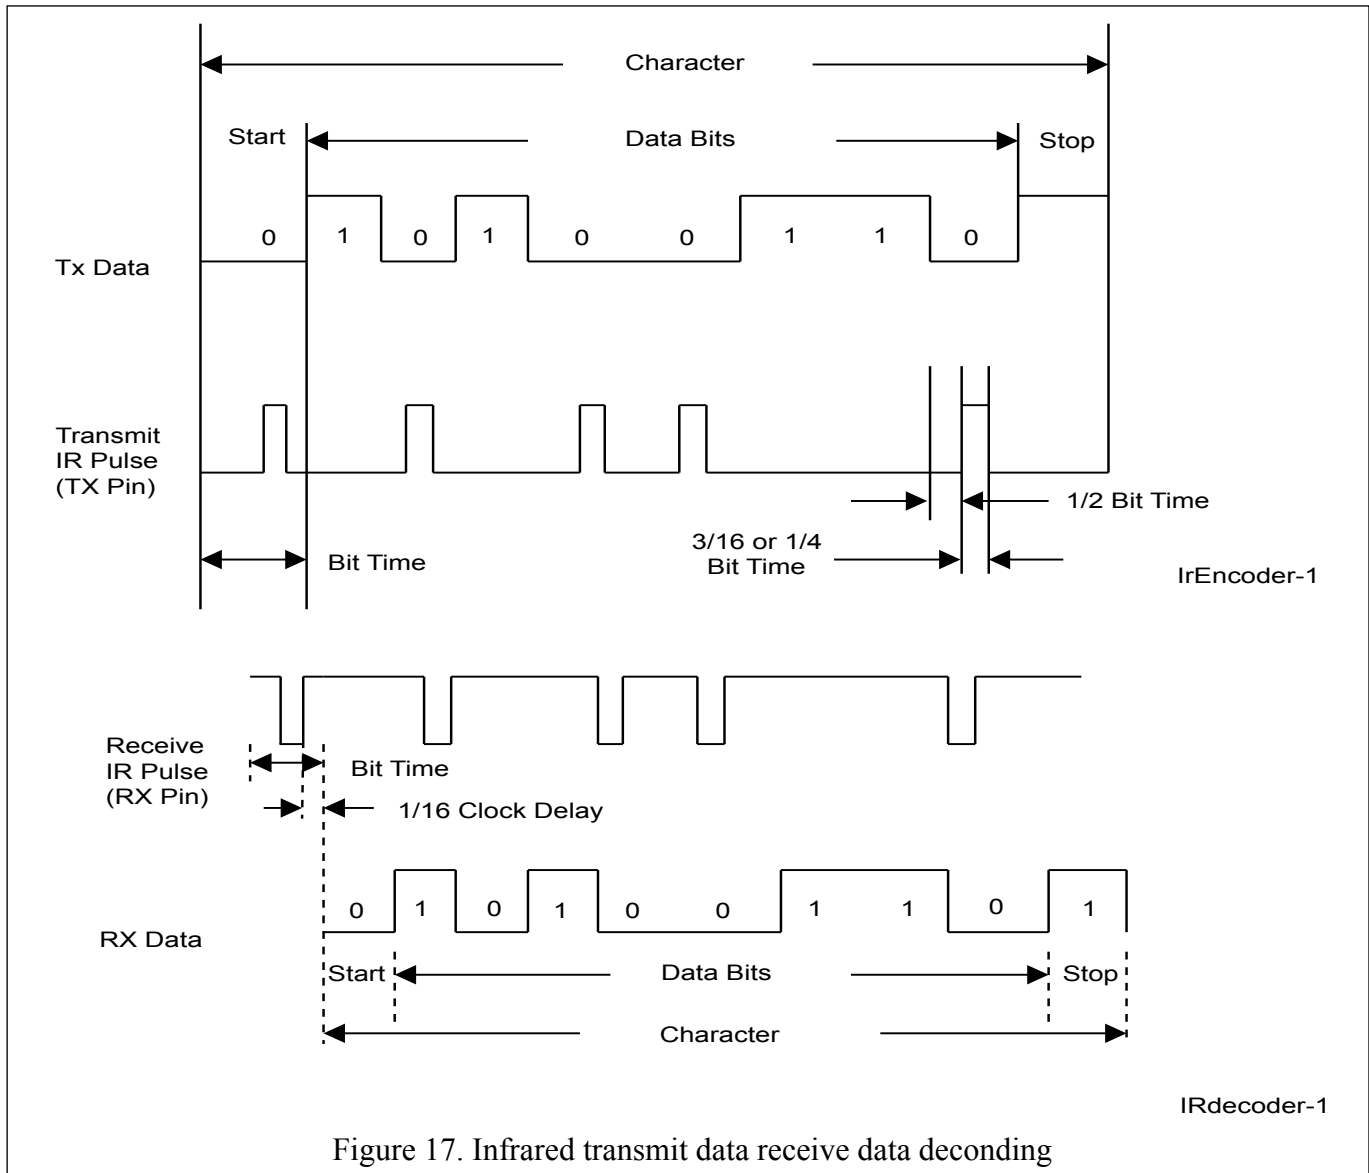 Character
Start Data Bits Stop
0 1 0 1 0 0 1 1 0
Tx Data
Transmit
IR Pulse
(TX Pin)
1/2 Bit Time
3/16 or 1/4
Bit Time
Bit Time
IrEncoder-1
Receive
IR Pulse
(RX Pin)
Bit Time
1/16 Clock Delay
0 1 0 1 0 0 1 1 0 1
RX Data
Start Data Bits Stop
Character
IRdecoder-1
Figure 17. Infrared transmit data receive data deconding